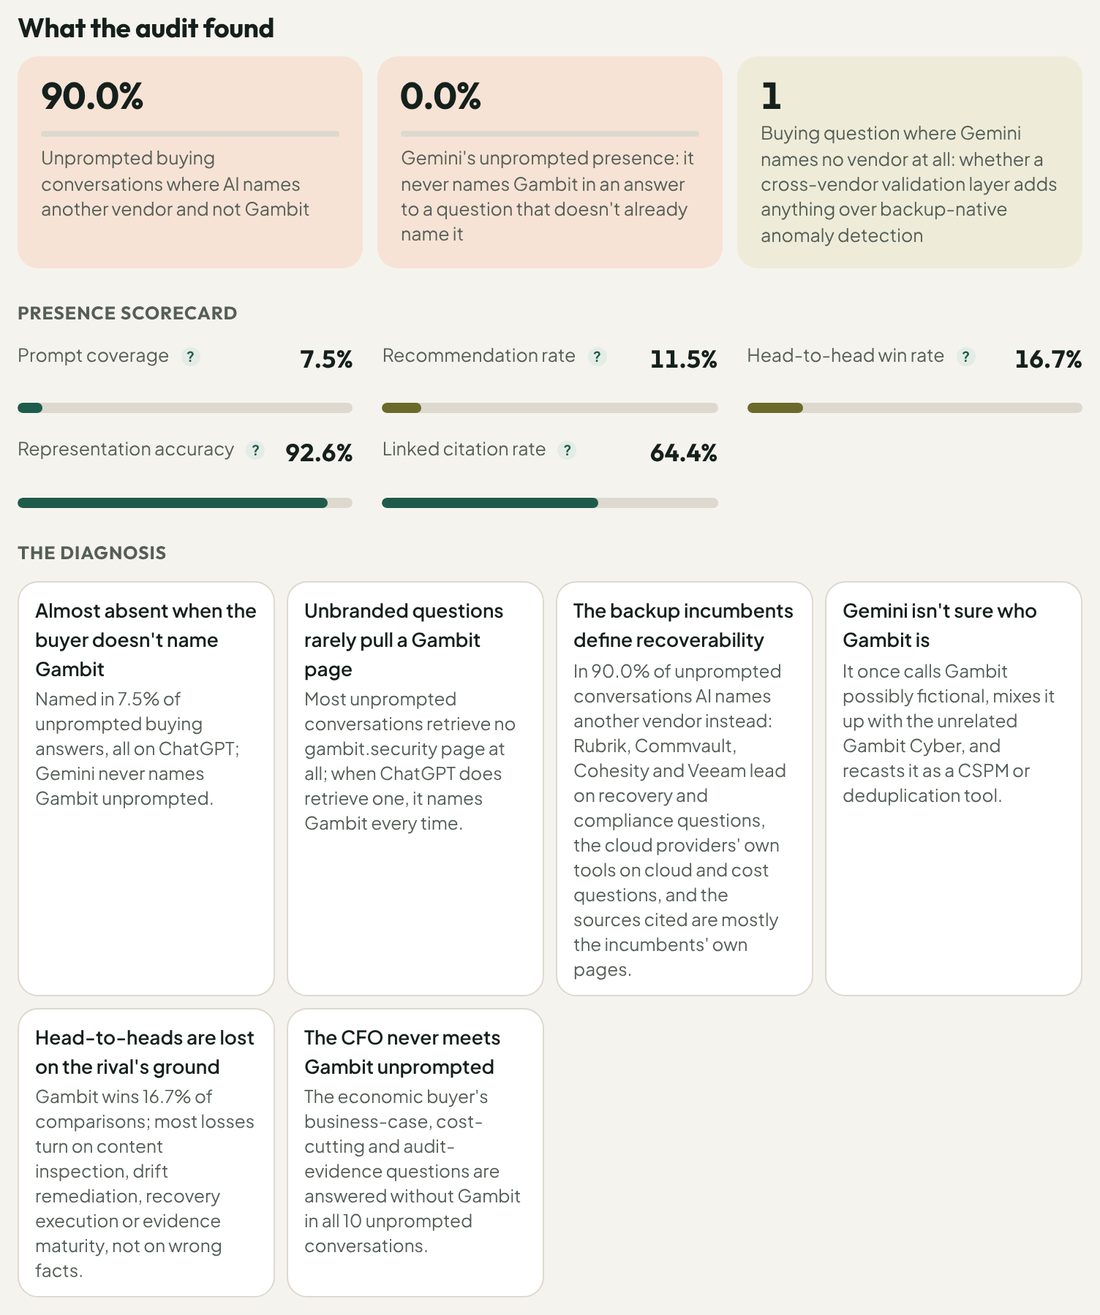 What the audit found
90.0%
Unprompted buying
conversations where AI names
another vendor and not Gambit
0.0%
Gemini's unprompted presence: it
never names Gambit in an answer
to a question that doesn't already
name it
1
Buying question where Gemini
names no vendor at all: whether a
cross-vendor validation layer adds
anything over backup-native
anomaly detection
PRESENCE SCORECARD
Prompt coverage ? 7.5%
Recommendation rate ? 11.5%
Head-to-head win rate ? 16.7%
Representation accuracy ? 92.6%
Linked citation rate ? 64.4%
THE DIAGNOSIS
Almost absent when the
buyer doesn't name
Gambit
Named in 7.5% of
unprompted buying
answers, all on ChatGPT;
Gemini never names
Gambit unprompted.
Unbranded questions
rarely pull a Gambit
page
Most unprompted
conversations retrieve no
gambit.security page at
all; when ChatGPT does
retrieve one, it names
Gambit every time.
The backup incumbents
define recoverability
In 90.0% of unprompted
conversations AI names
another vendor instead:
Rubrik, Commvault,
Cohesity and Veeam lead
on recovery and
compliance questions,
the cloud providers' own
tools on cloud and cost
questions, and the
sources cited are mostly
the incumbents' own
pages.
Gemini isn't sure who
Gambit is
It once calls Gambit
possibly fictional, mixes it
up with the unrelated
Gambit Cyber, and
recasts it as a CSPM or
deduplication tool.
Head-to-heads are lost
on the rival's ground
Gambit wins 16.7% of
comparisons; most losses
turn on content
inspection, drift
remediation, recovery
execution or evidence
maturity, not on wrong
facts.
The CFO never meets
Gambit unprompted
The economic buyer's
business-case, cost-
cutting and audit-
evidence questions are
answered without Gambit
in all 10 unprompted
conversations.